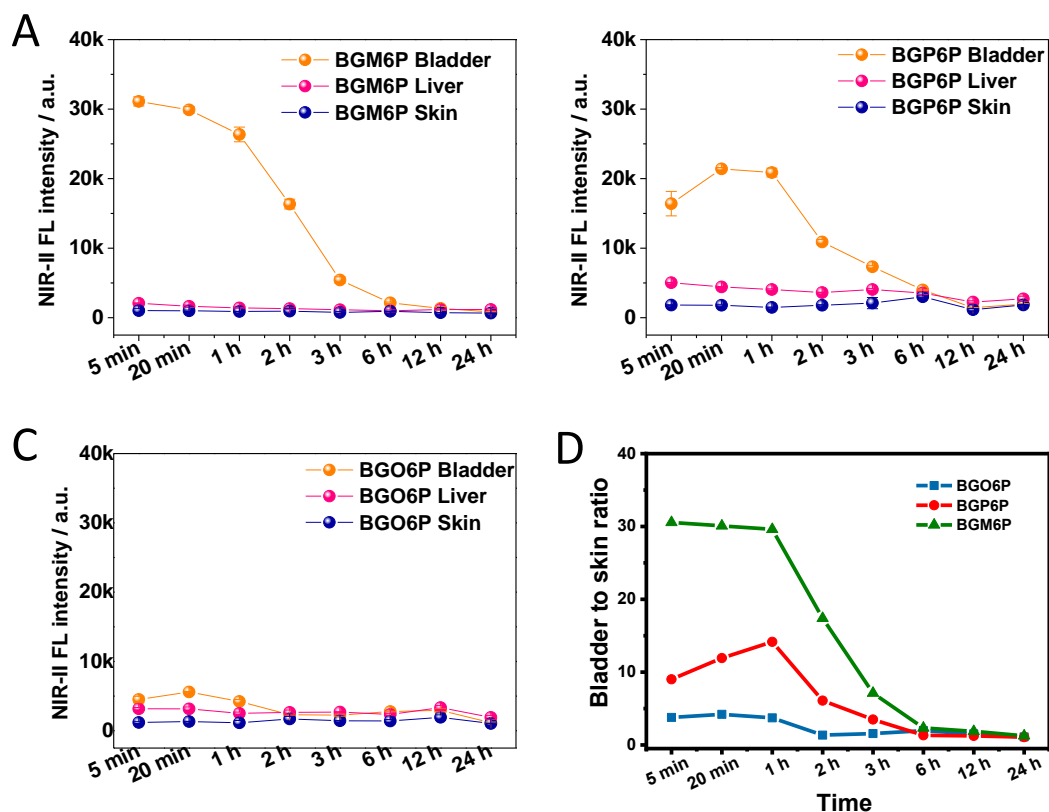 A
NIR-II FL intensity / a.u.
40k
30k
20k
10k
0
BGM6P Bladder
BGM6P Liver
BGM6P Skin
5 min 20 min 1 h 2 h 3 h 6 h 12 h 24 h
NIR-II FL intensity / a.u.
40k
30k
20k
10k
0
BGP6P Bladder
BGP6P Liver
BGP6P Skin
5 min 20 min 1 h 2 h 3 h 6 h 12 h 24 h
C
NIR-II FL intensity / a.u.
40k
30k
20k
10k
0
BGO6P Bladder
BGO6P Liver
BGO6P Skin
5 min 20 min 1 h 2 h 3 h 6 h 12 h 24 h
D
Bladder to skin ratio
40
30
20
10
0
BGO6P
BGP6P
BGM6P
5 min 20 min 1 h 2 h 3 h 6 h 12 h 24 h
Time